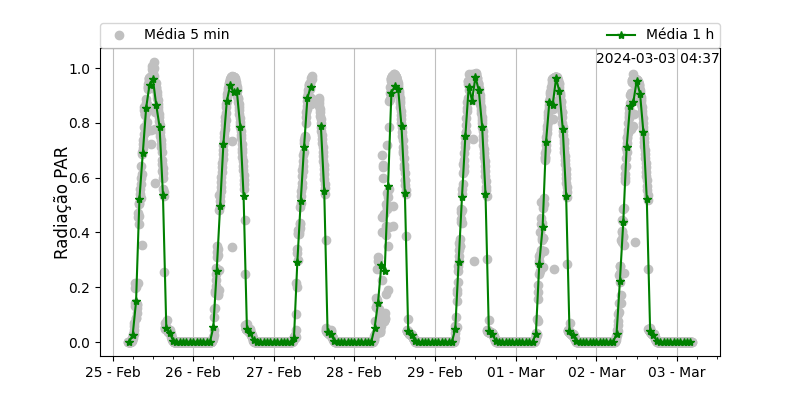 Média 5 min
Média 1 h
2024-03-03 04:37
Radiação PAR
1.0
0.8
0.6
0.4
0.2
0.0
25 - Feb
26 - Feb
27 - Feb
28 - Feb
29 - Feb
01 - Mar
02 - Mar
03 - Mar